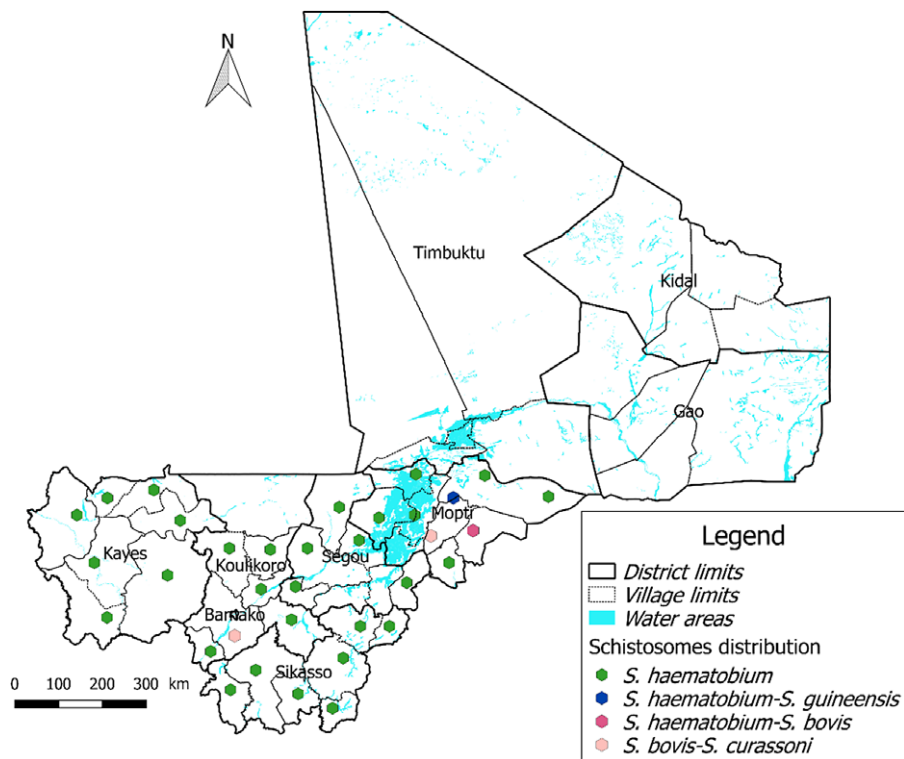 N
Timbuktu
Kidal
Gao
Mopti
Kayes
Koulikoro
Ségou
Bamako
Sikasso
0 100 200 300 km
Legend
District limits
Village limits
Water areas
Schistosomes distribution
S. haematobium
S. haematobium-S. guineensis
S. haematobium-S. bovis
S. bovis-S. curassoni